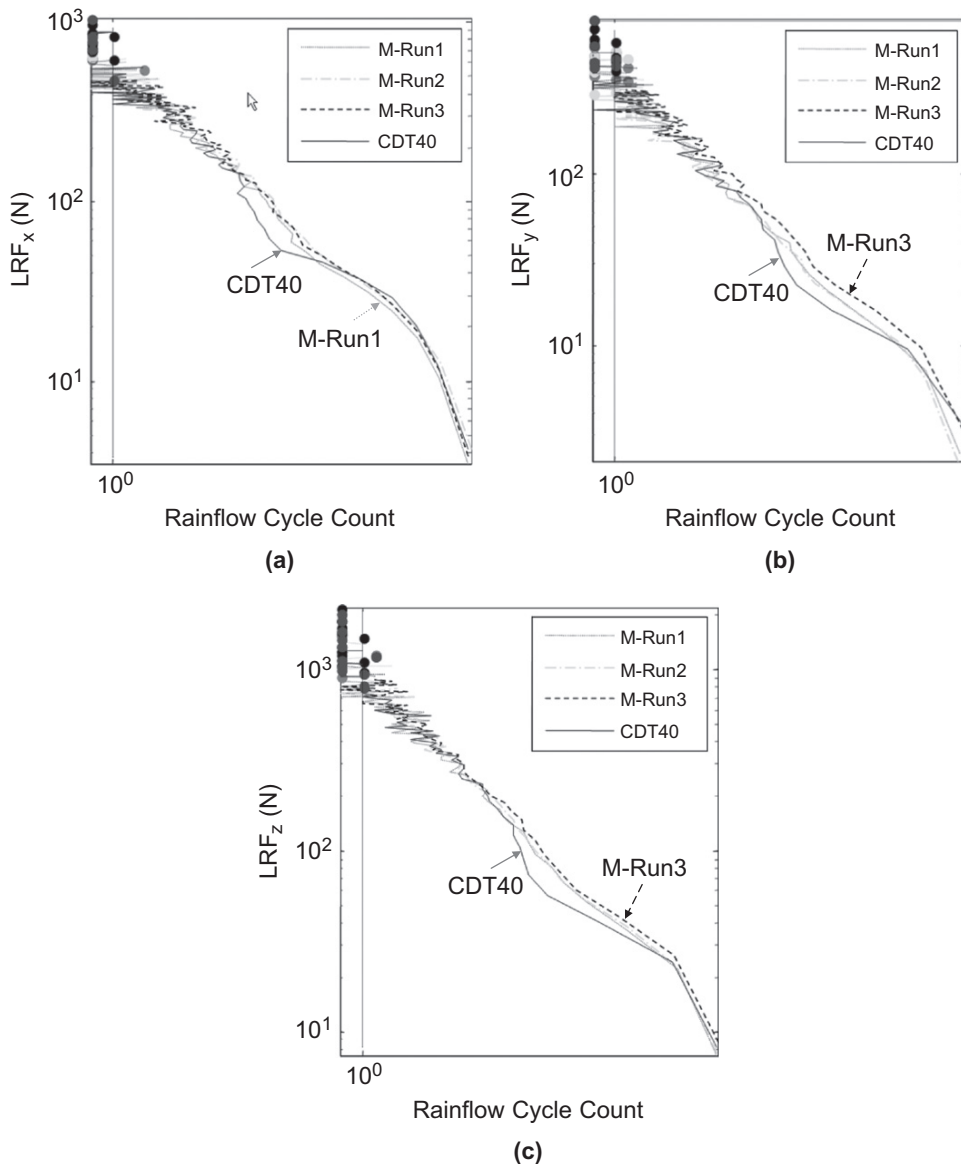 10³
10²
10¹
LRFₓ (N)
M-Run1
M-Run2
M-Run3
CDT40
CDT40
M-Run1
10⁰
Rainflow Cycle Count
(a)
10²
10¹
LRF_y (N)
M-Run1
M-Run2
M-Run3
CDT40
M-Run3
CDT40
10⁰
Rainflow Cycle Count
(b)
10³
10²
10¹
LRF_z (N)
M-Run1
M-Run2
M-Run3
CDT40
CDT40
M-Run3
10⁰
Rainflow Cycle Count
(c)